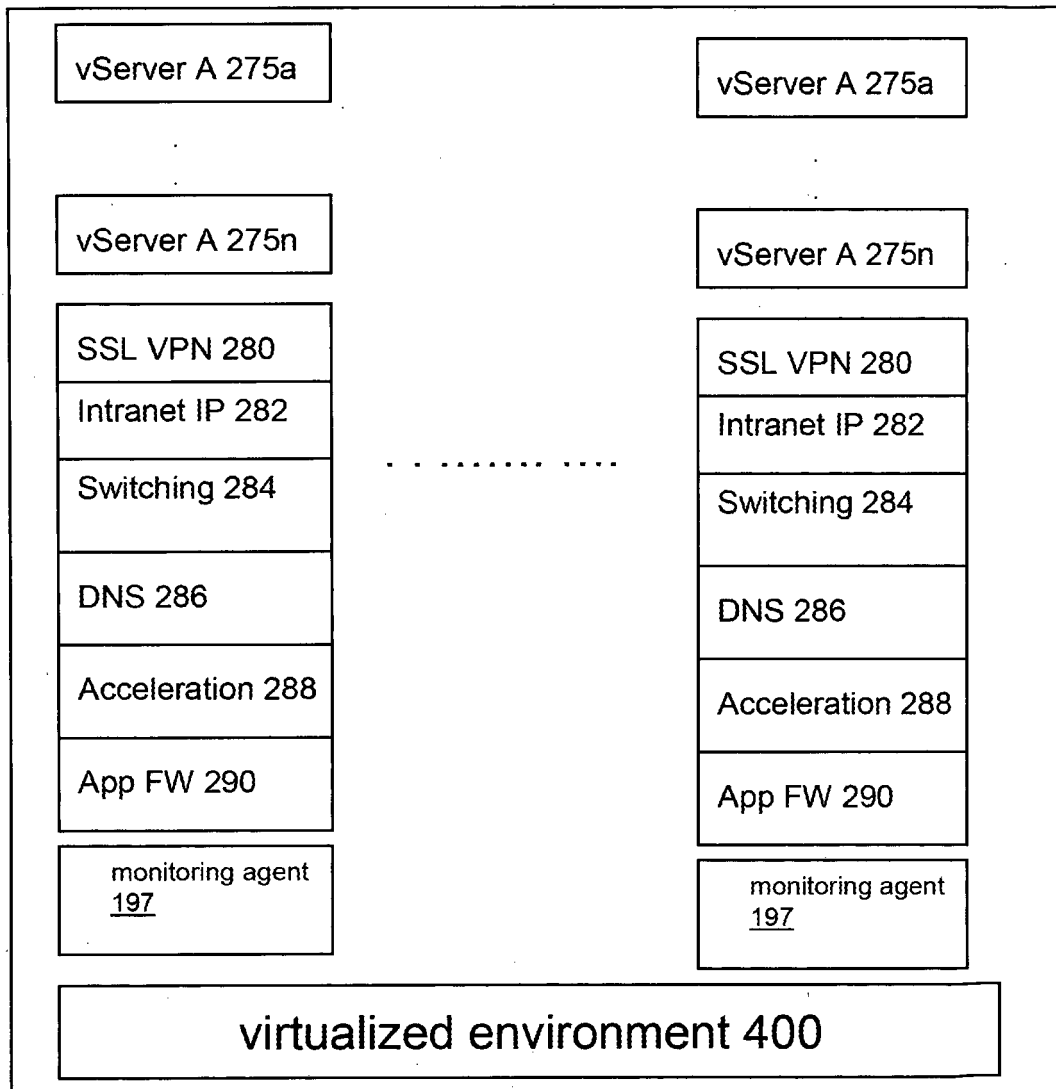 vServer A 275a
vServer A 275n
SSL VPN 280
Intranet IP 282
Switching 284
DNS 286
Acceleration 288
App FW 290
monitoring agent
197
vServer A 275a
vServer A 275n
SSL VPN 280
Intranet IP 282
Switching 284
DNS 286
Acceleration 288
App FW 290
monitoring agent
197
virtualized environment 400